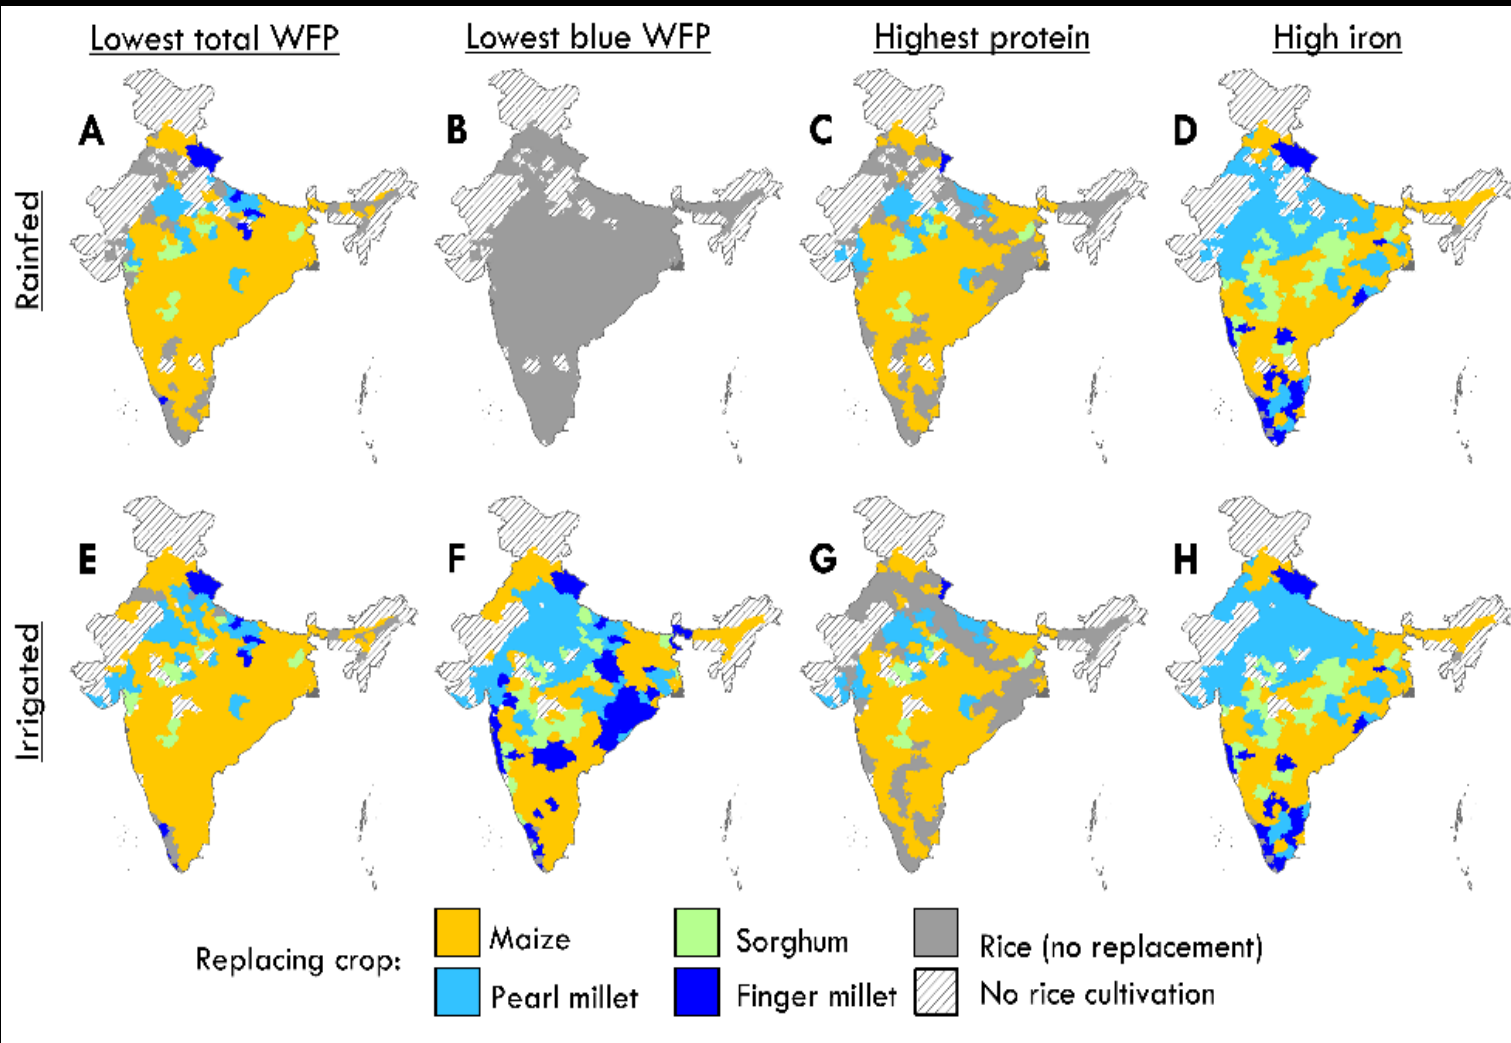 Lowest total WFP
Lowest blue WFP
Highest protein
High iron
Rainfed
A
B
C
D
Irrigated
E
F
G
H
Replacing crop:
Maize
Sorghum
Rice (no replacement)
Pearl millet
Finger millet
No rice cultivation